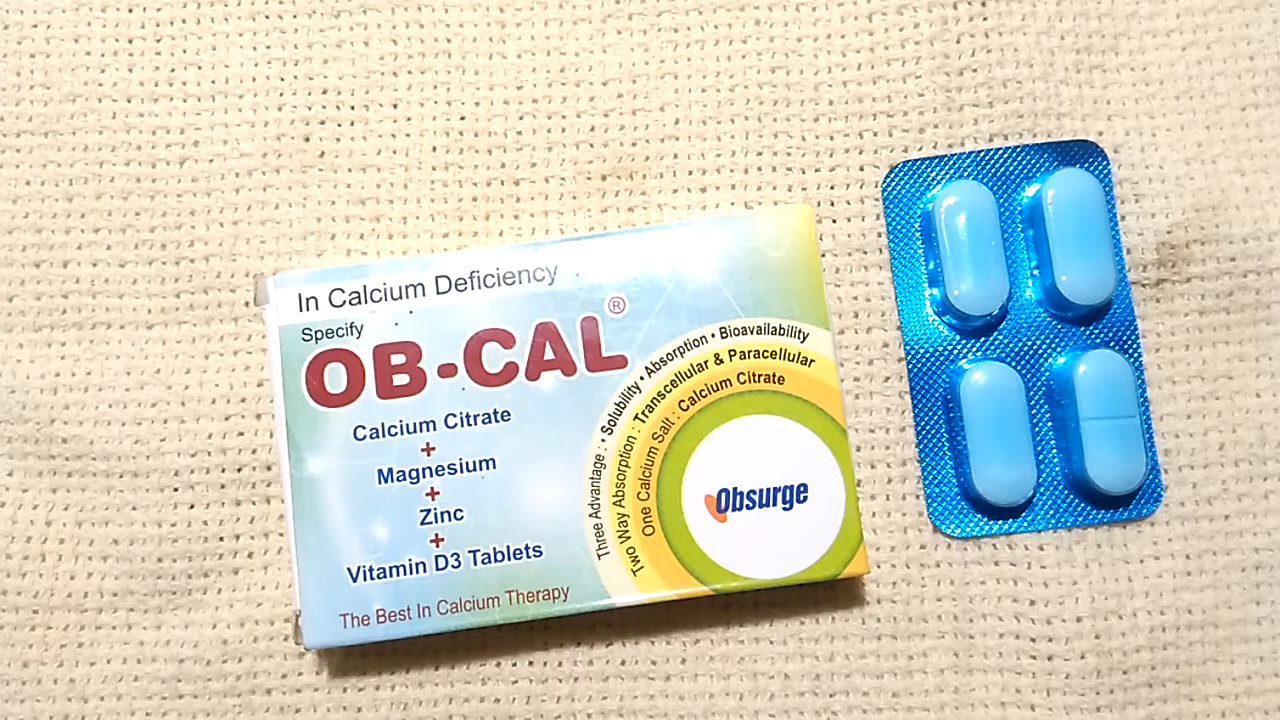 In Calcium Deficiency
Specify
OB-CAL®
Calcium Citrate
+
Magnesium
+
Zinc
+
Vitamin D3 Tablets
The Best In Calcium Therapy
Three Advantage : • Solubility • Absorption • Bioavailability
Two Way Absorption : Transcellular & Paracellular
One Calcium Salt : Calcium Citrate
Obsurge